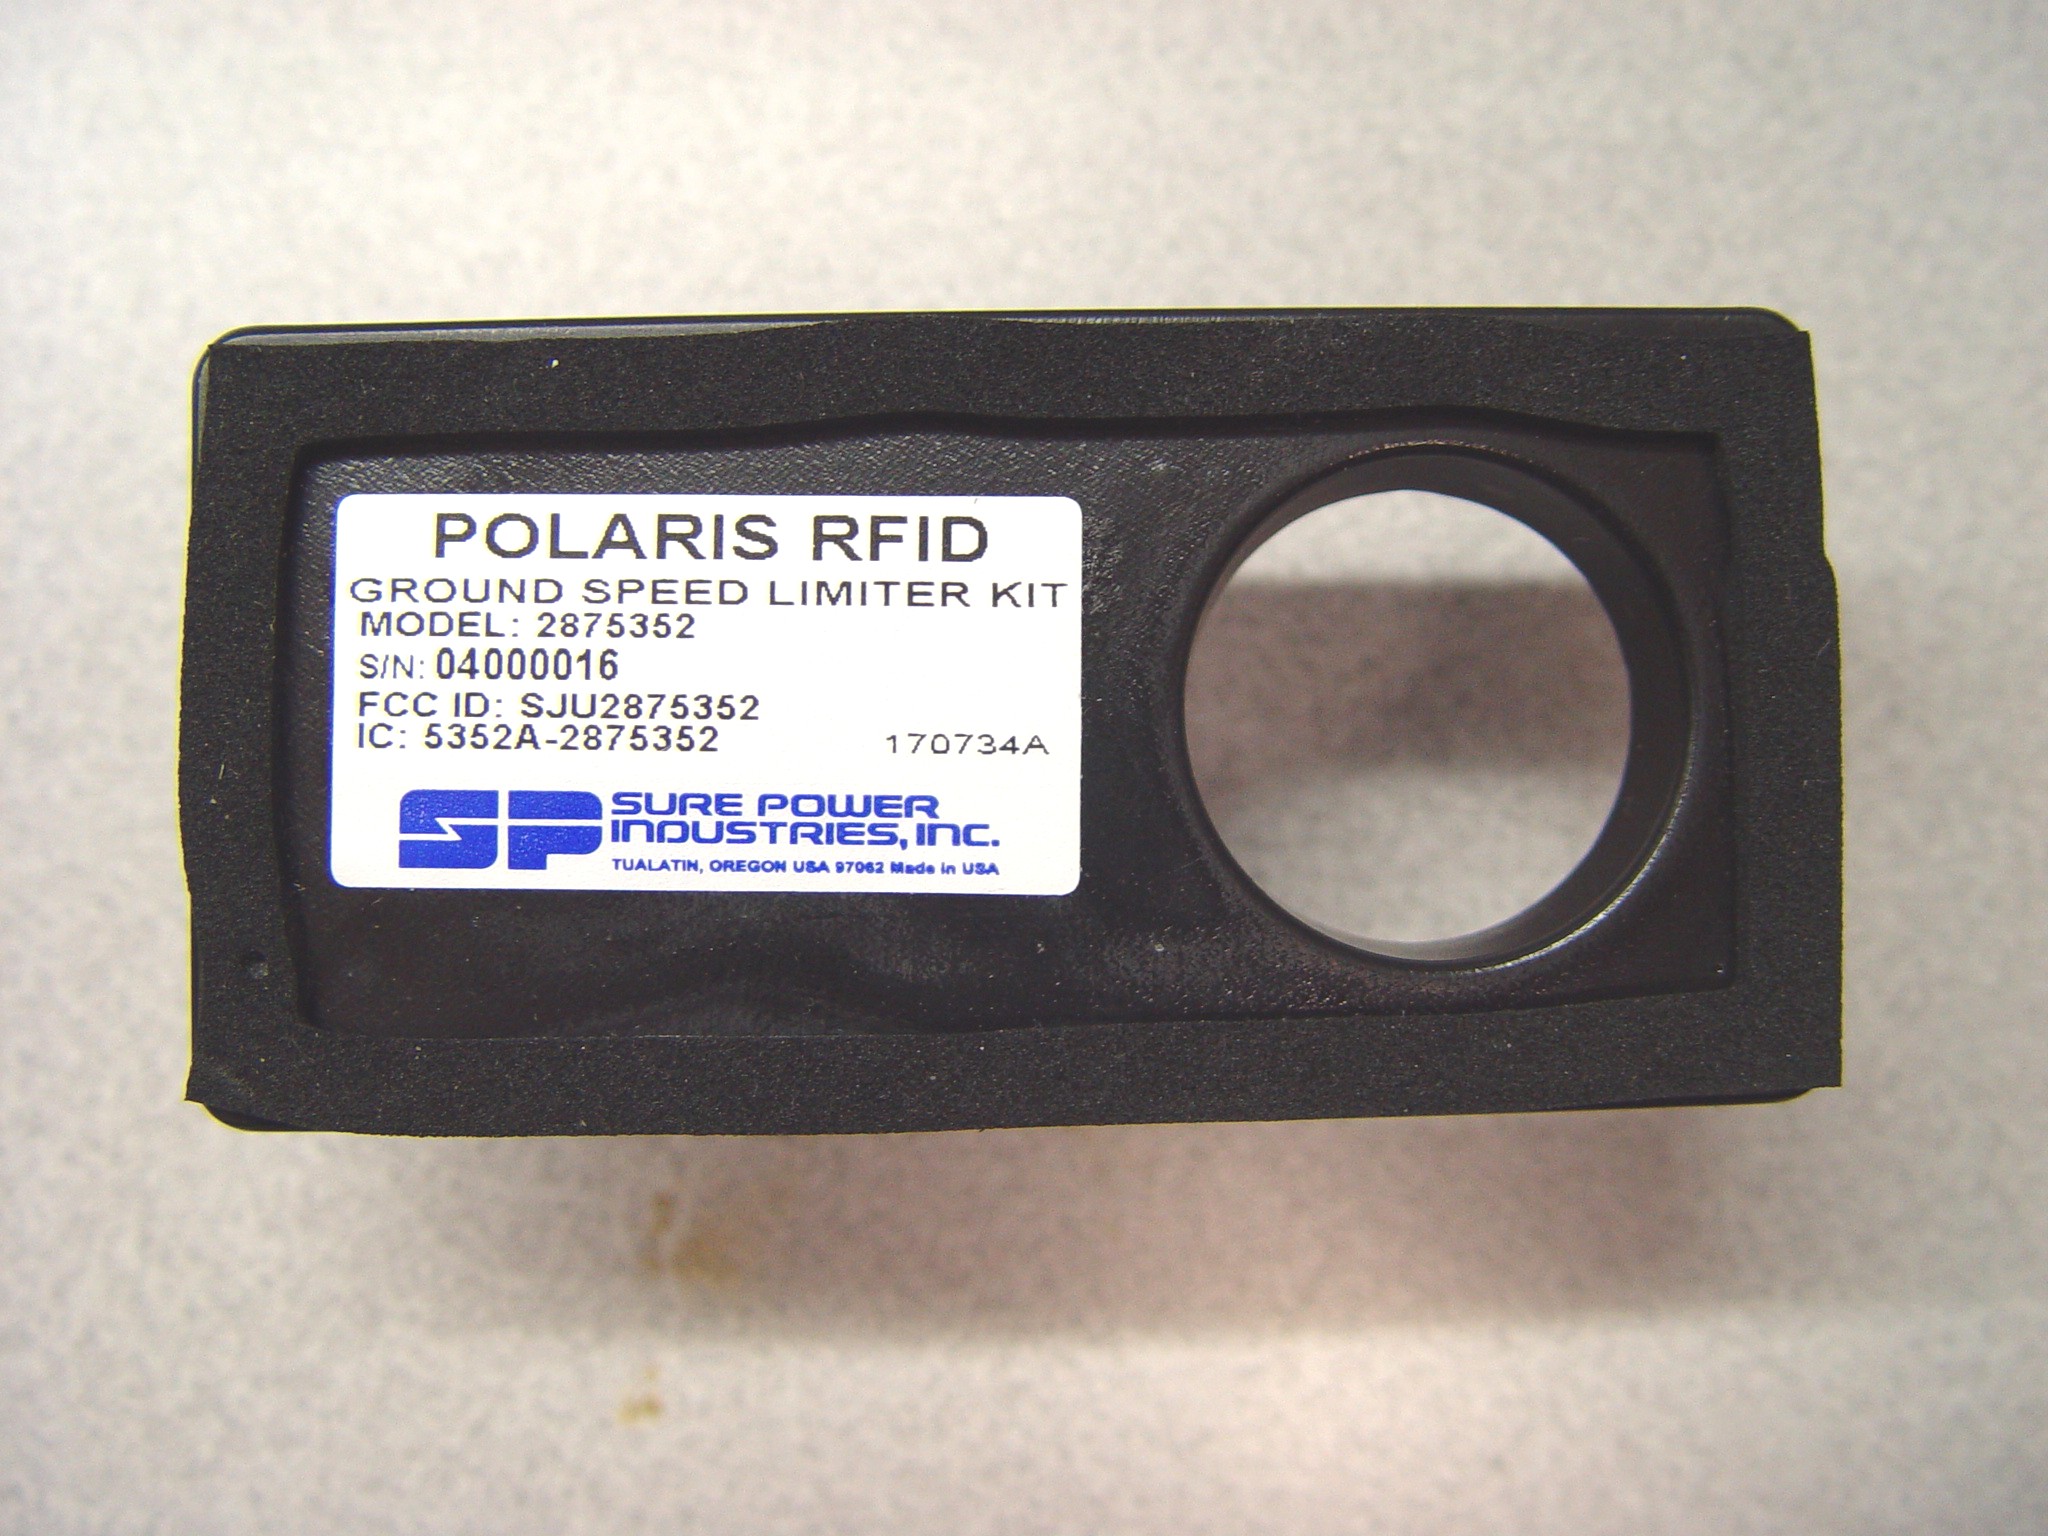 POLARIS RFID
GROUND SPEED LIMITER KIT
MODEL: 2875352
S/N: 04000016
FCC ID: SJU2875352
IC: 5352A-2875352 170734A
SP SURE POWER
INDUSTRIES, INC.
TUALATIN, OREGON USA 97062 Made in USA